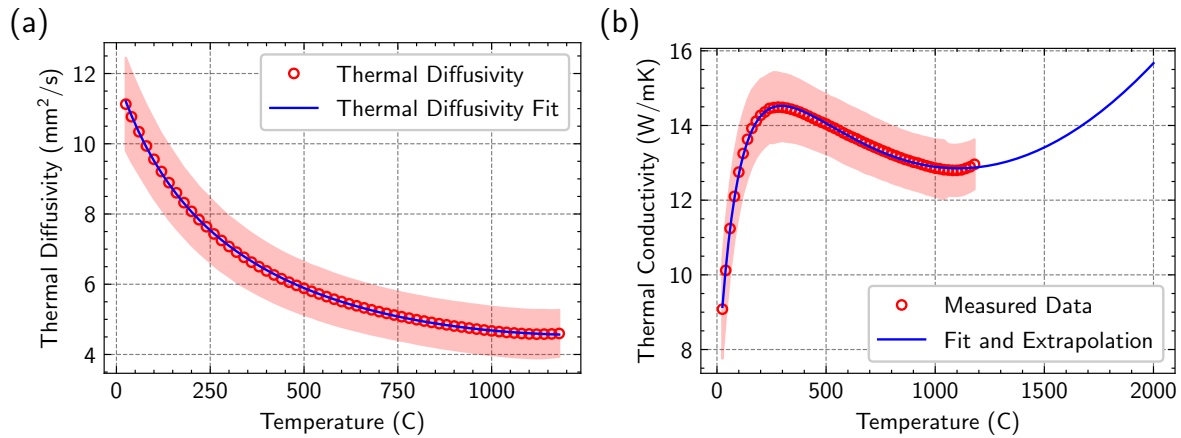 (a)
Thermal Diffusivity (mm²/s)
12
10
8
6
4
Thermal Diffusivity
Thermal Diffusivity Fit
0
250
500
750
1000
Temperature (C)
(b)
Thermal Conductivity (W/mK)
16
14
12
10
8
Measured Data
Fit and Extrapolation
0
500
1000
1500
2000
Temperature (C)